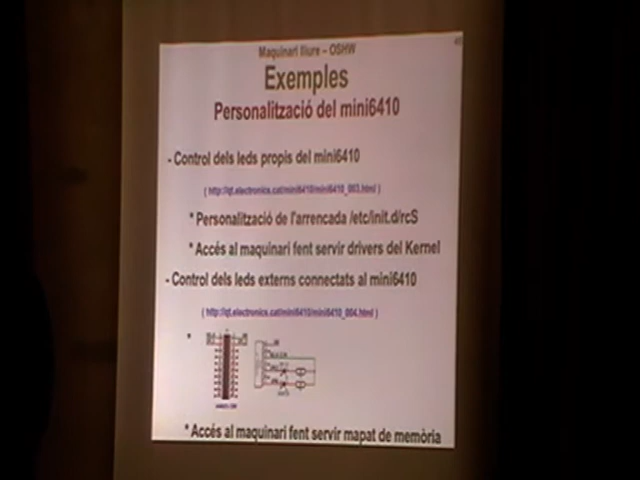 Maquinari lliure – OSHW
Exemples
Personalització del mini6410
- Control dels leds propis del mini6410
( http://qt.electronics.cat/mini6410/mini6410_003.html )
* Personalització de l'arrencada /etc/init.d/rcS
* Accés al maquinari fent servir drivers del Kernel
- Control dels leds externs connectats al mini6410
( http://qt.electronics.cat/mini6410/mini6410_004.html )
*
* Accés al maquinari fent servir mapat de memòria